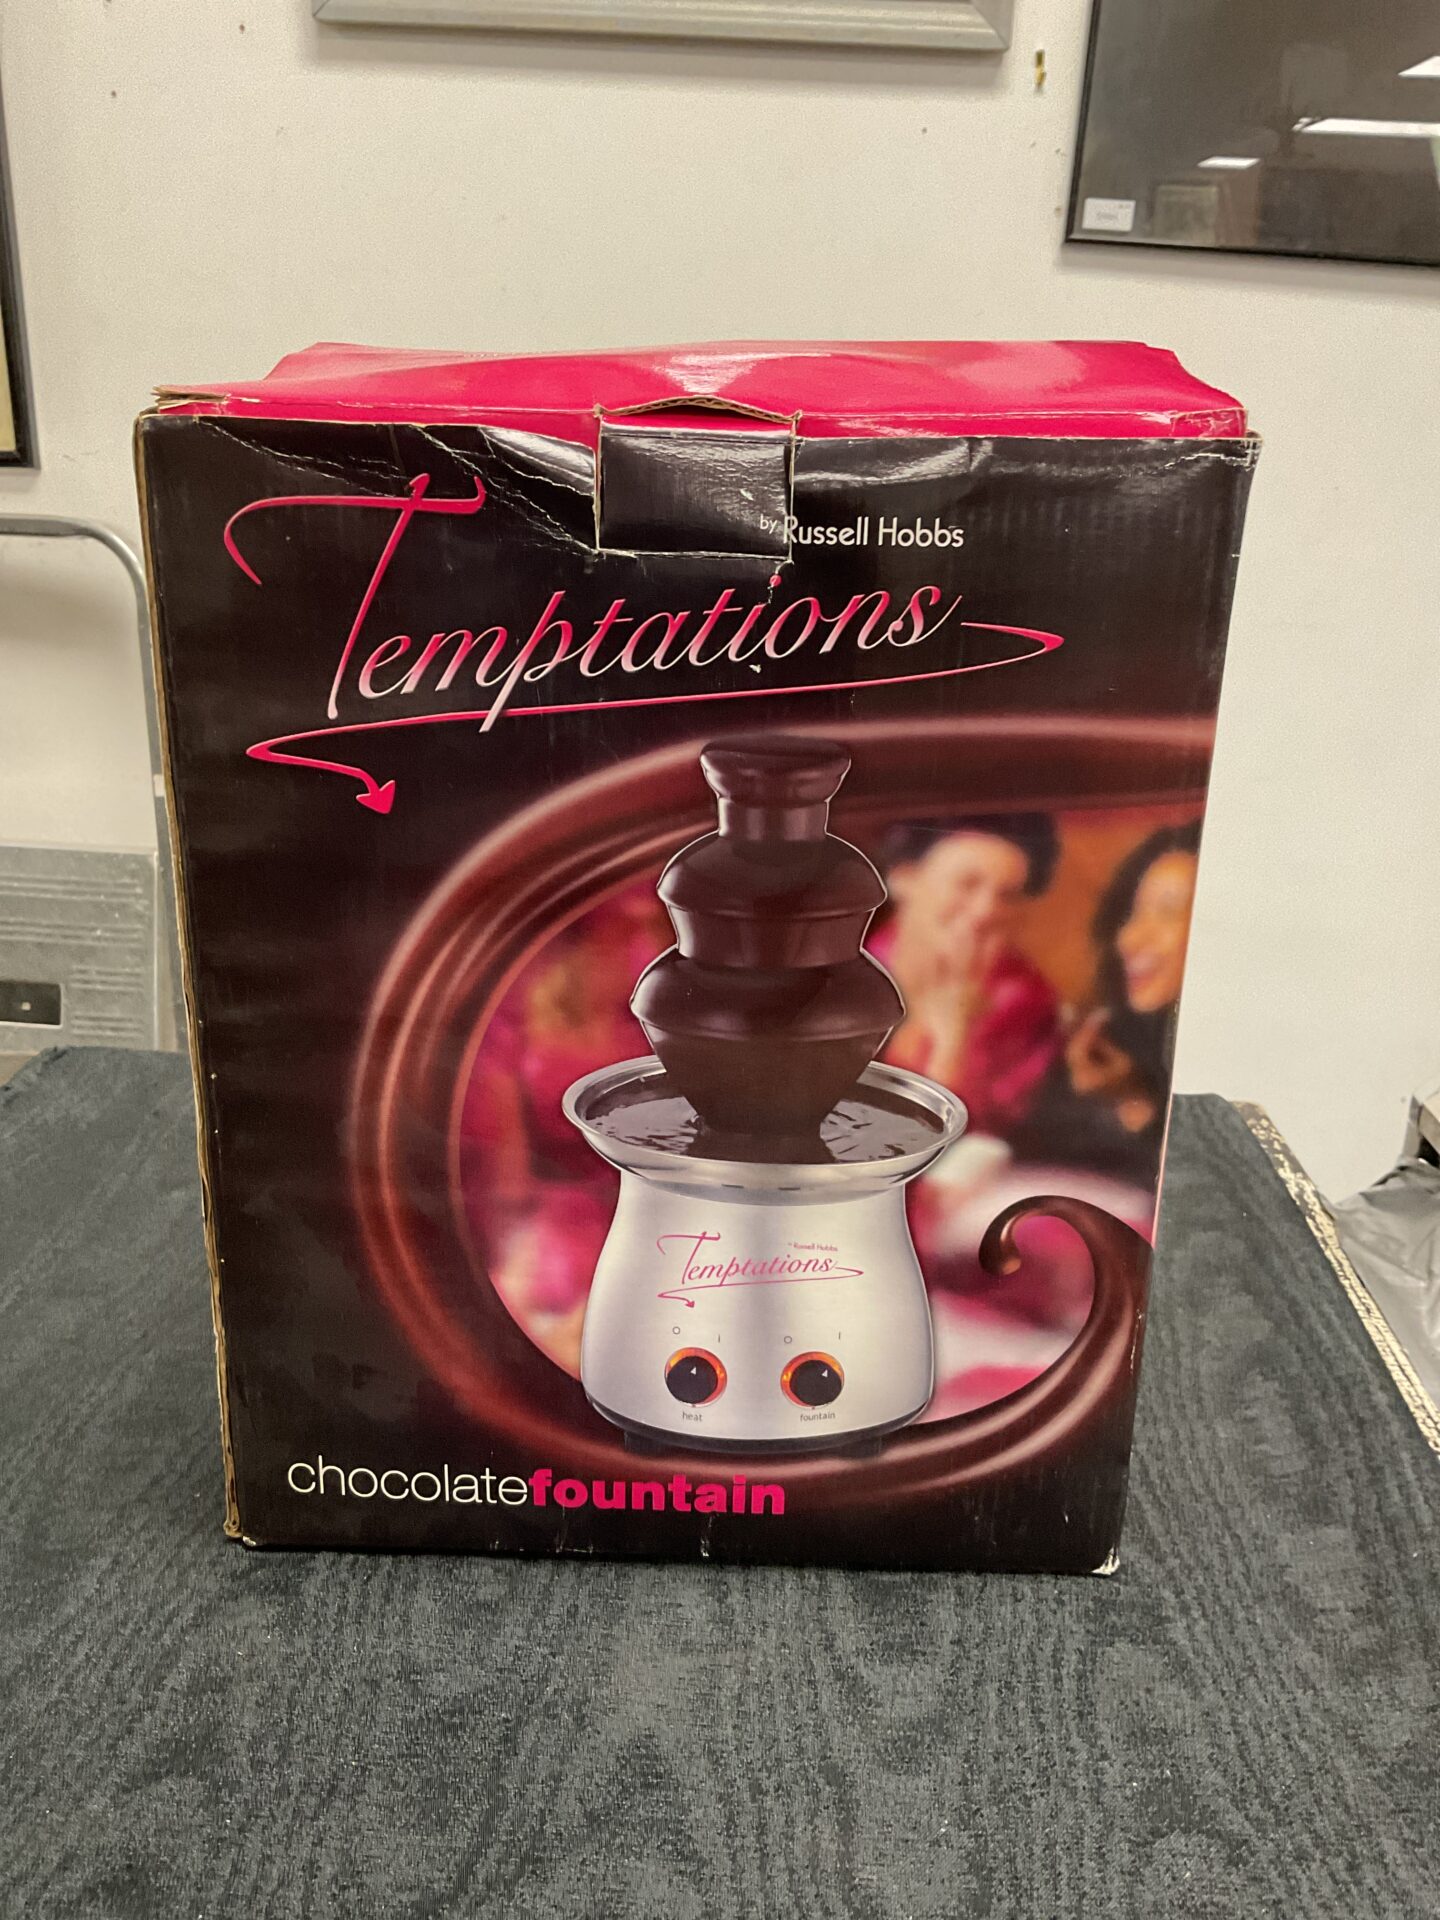 by Russell Hobbs
Temptations
by Russell Hobbs
Temptations
O I O I
heat fountain
chocolatefountain